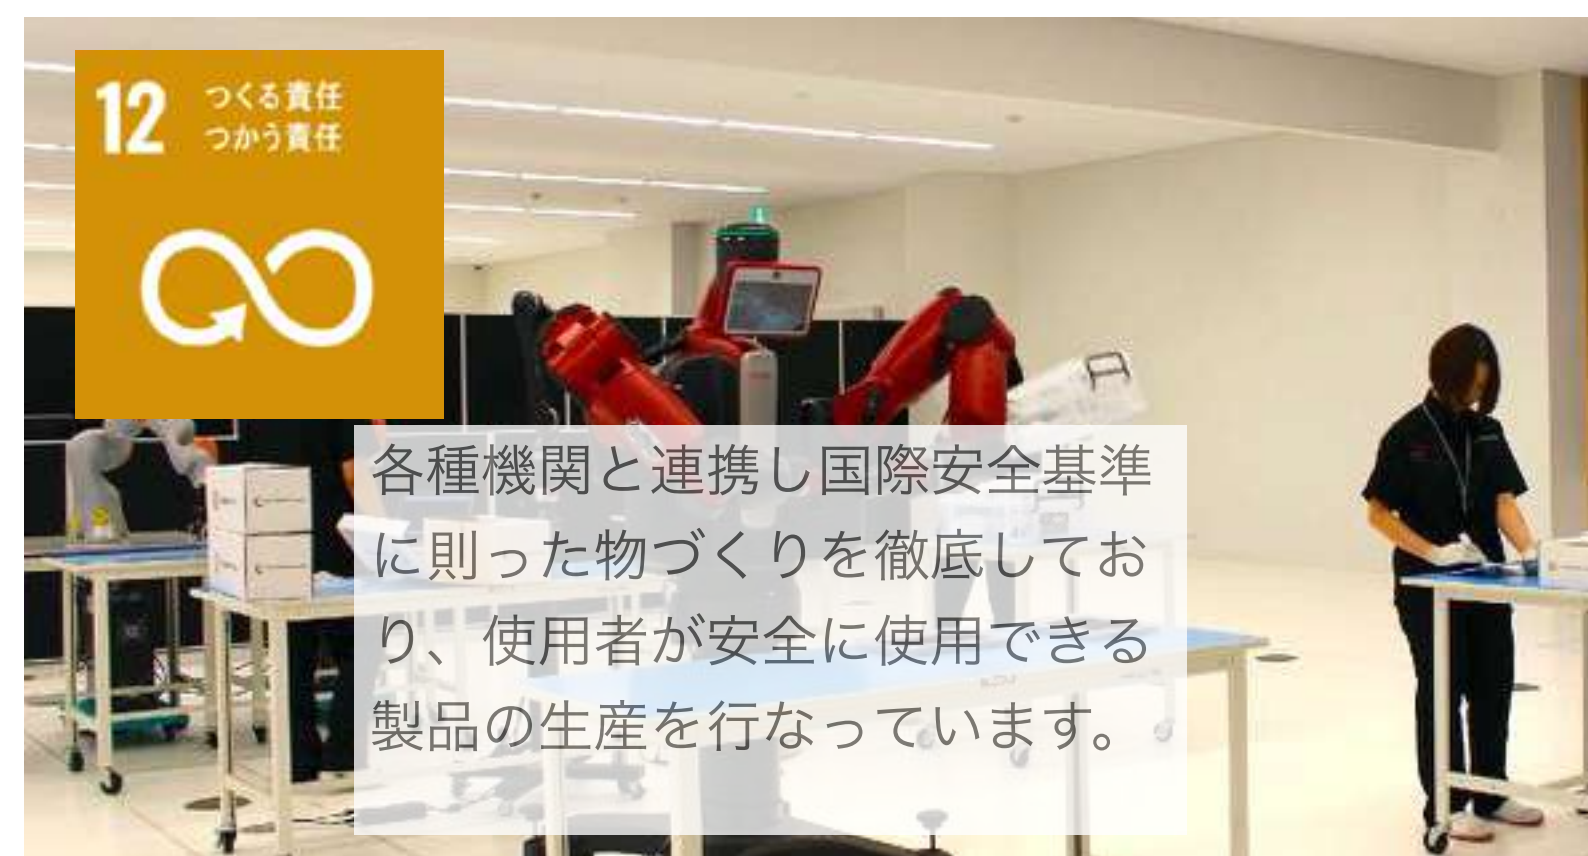 12
つくる責任
つかう責任
各種機関と連携し国際安全基準
に則った物づくりを徹底してお
り、使用者が安全に使用できる
製品の生産を行なっています。